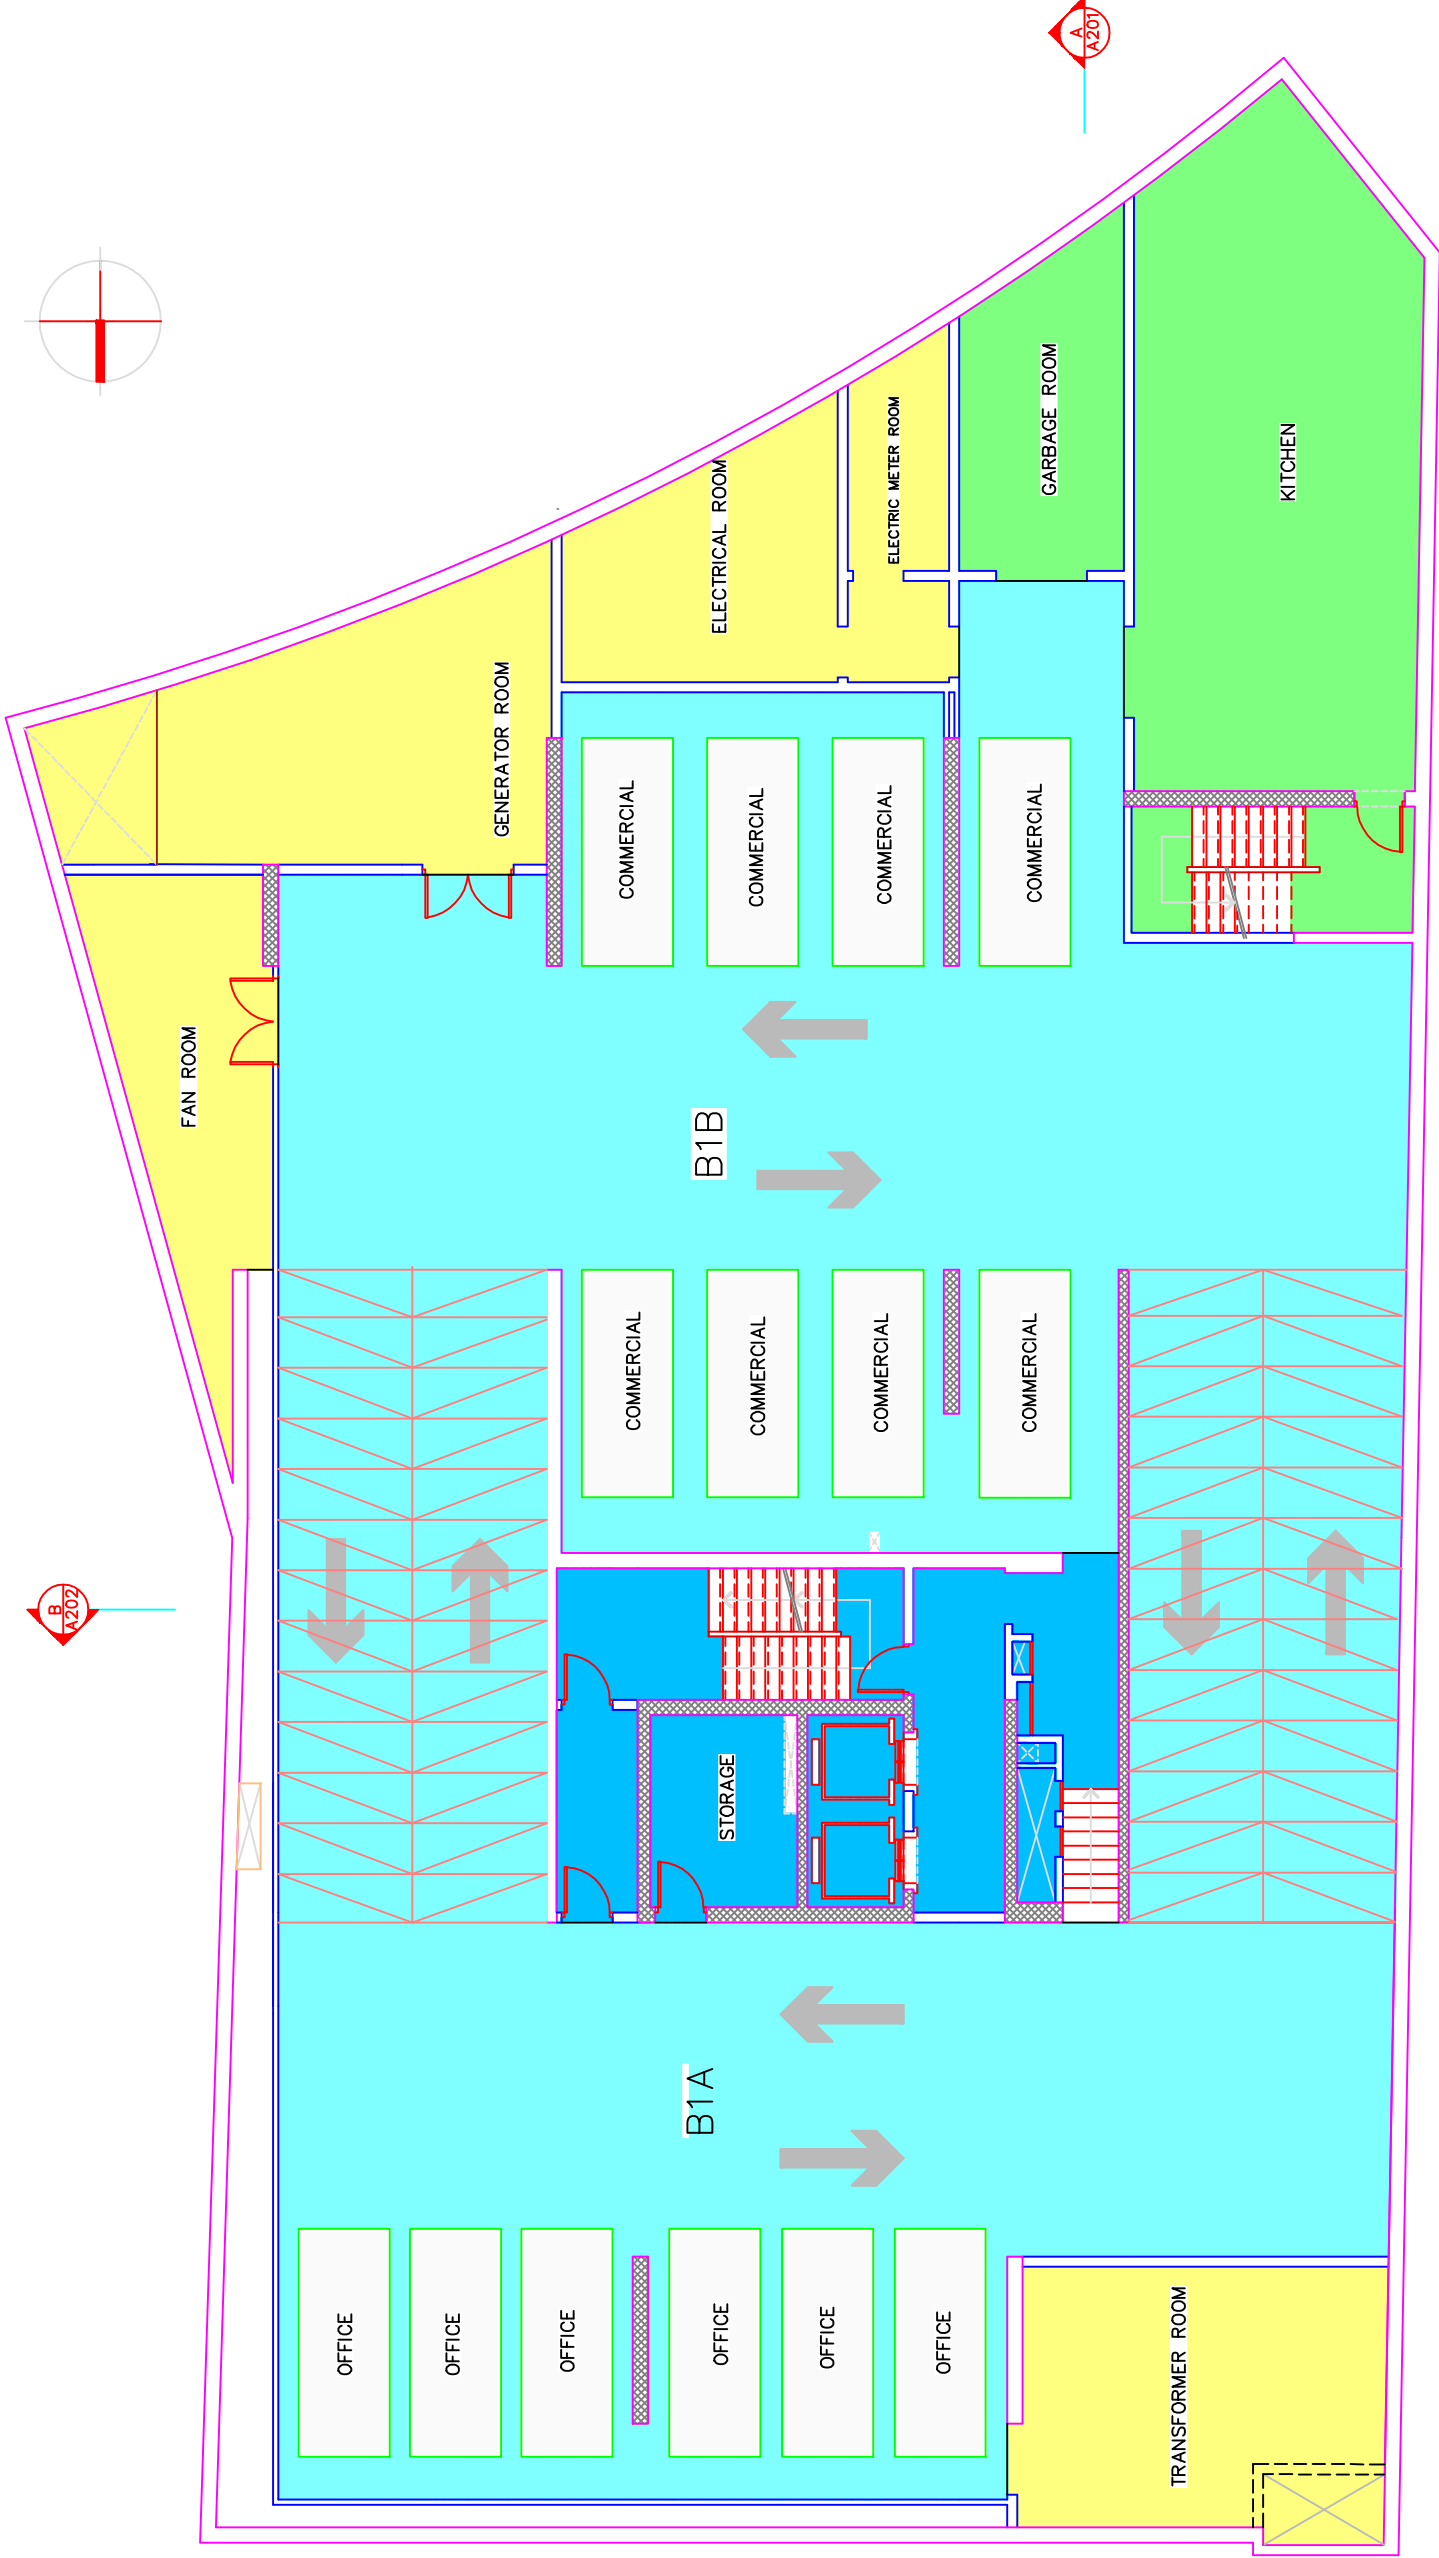 A
A201
GARBAGE ROOM
KITCHEN
ELECTRIC METER ROOM
ELECTRICAL ROOM
GENERATOR ROOM
COMMERCIAL
COMMERCIAL
COMMERCIAL
COMMERCIAL
FAN ROOM
B1B
COMMERCIAL
COMMERCIAL
COMMERCIAL
COMMERCIAL
B
A202
STORAGE
B1A
OFFICE
OFFICE
OFFICE
OFFICE
OFFICE
OFFICE
TRANSFORMER ROOM